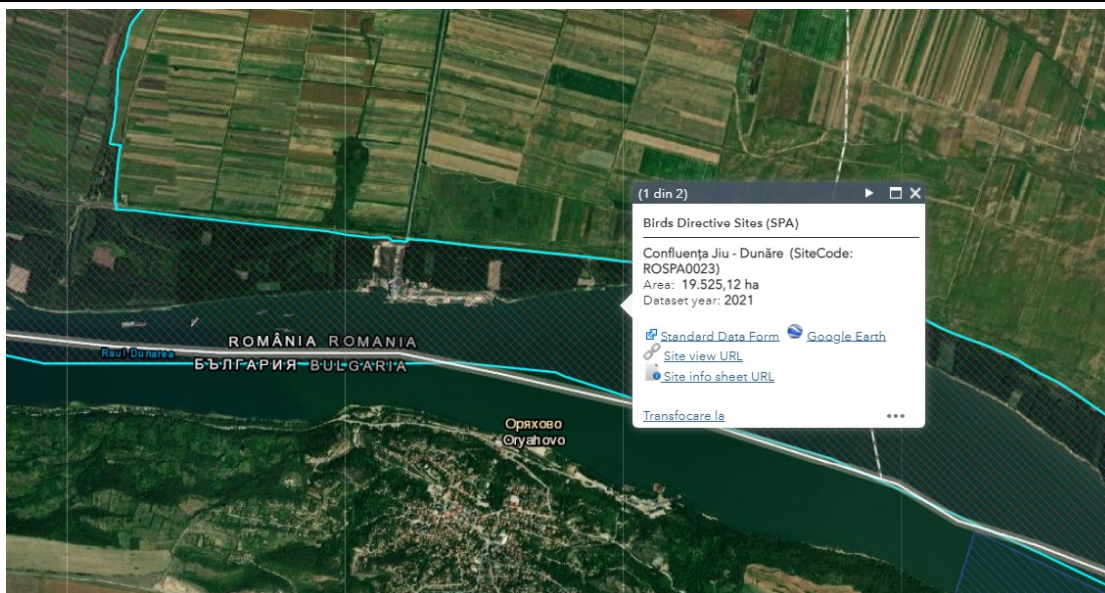 (1 din 2)
Birds Directive Sites (SPA)
Confluența Jiu - Dunăre (SiteCode:
ROSPA0023)
Area: 19.525,12 ha
Dataset year: 2021
Standard Data Form Google Earth
Site view URL
Site info sheet URL
Transfocare la
ROMÂNIA ROMANIA
Raul Dunarea
БЪЛГАРИЯ BULGARIA
Оряхово
Oryahovo